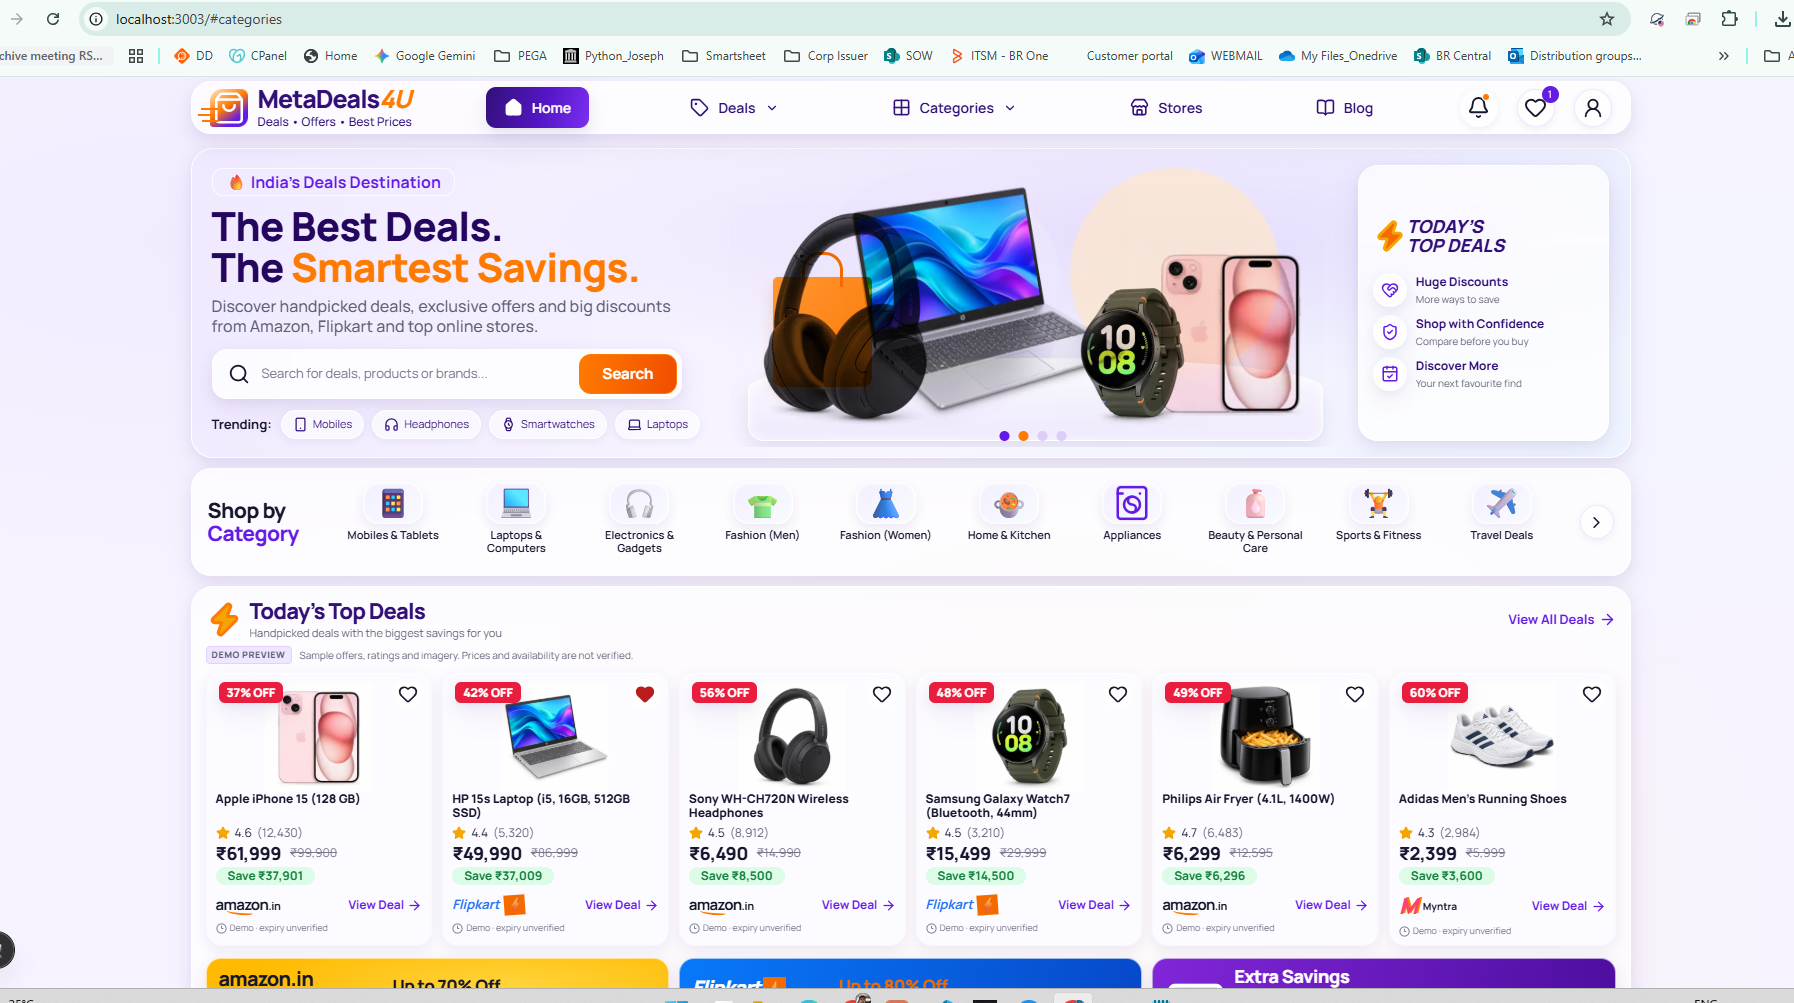 localhost:3003/#categories
chive meeting RS...
DD
CPanel
Home
Google Gemini
PEGA
Python_Joseph
Smartsheet
Corp Issuer
SOW
ITSM - BR One
Customer portal
WEBMAIL
My Files_Onedrive
BR Central
Distribution groups...
MetaDeals4U
Deals • Offers • Best Prices
Home
Deals
Categories
Stores
Blog
1
India's Deals Destination
The Best Deals.
The Smartest Savings.
Discover handpicked deals, exclusive offers and big discounts
from Amazon, Flipkart and top online stores.
Search for deals, products or brands...
Search
Trending:
Mobiles
Headphones
Smartwatches
Laptops
10
08
TODAY'S
TOP DEALS
Huge Discounts
More ways to save
Shop with Confidence
Compare before you buy
Discover More
Your next favourite find
Shop by
Category
Mobiles & Tablets
Laptops &
Computers
Electronics &
Gadgets
Fashion (Men)
Fashion (Women)
Home & Kitchen
Appliances
Beauty & Personal
Care
Sports & Fitness
Travel Deals
Today's Top Deals
Handpicked deals with the biggest savings for you
View All Deals
DEMO PREVIEW
Sample offers, ratings and imagery. Prices and availability are not verified.
37% OFF
Apple iPhone 15 (128 GB)
4.6 (12,430)
₹61,999 ₹99,900
Save ₹37,901
amazon.in
View Deal
Demo · expiry unverified
42% OFF
HP 15s Laptop (i5, 16GB, 512GB
SSD)
4.4 (5,320)
₹49,990 ₹86,999
Save ₹37,009
Flipkart
View Deal
Demo · expiry unverified
56% OFF
Sony WH-CH720N Wireless
Headphones
4.5 (8,912)
₹6,490 ₹14,990
Save ₹8,500
amazon.in
View Deal
Demo · expiry unverified
48% OFF
10
08
Samsung Galaxy Watch7
(Bluetooth, 44mm)
4.5 (3,210)
₹15,499 ₹29,999
Save ₹14,500
Flipkart
View Deal
Demo · expiry unverified
49% OFF
Philips Air Fryer (4.1L, 1400W)
4.7 (6,483)
₹6,299 ₹12,595
Save ₹6,296
amazon.in
View Deal
Demo · expiry unverified
60% OFF
Adidas Men's Running Shoes
4.3 (2,984)
₹2,399 ₹5,999
Save ₹3,600
Myntra
View Deal
Demo · expiry unverified
amazon.in
Up to 70% Off
Flipkart
Up to 80% Off
Extra Savings